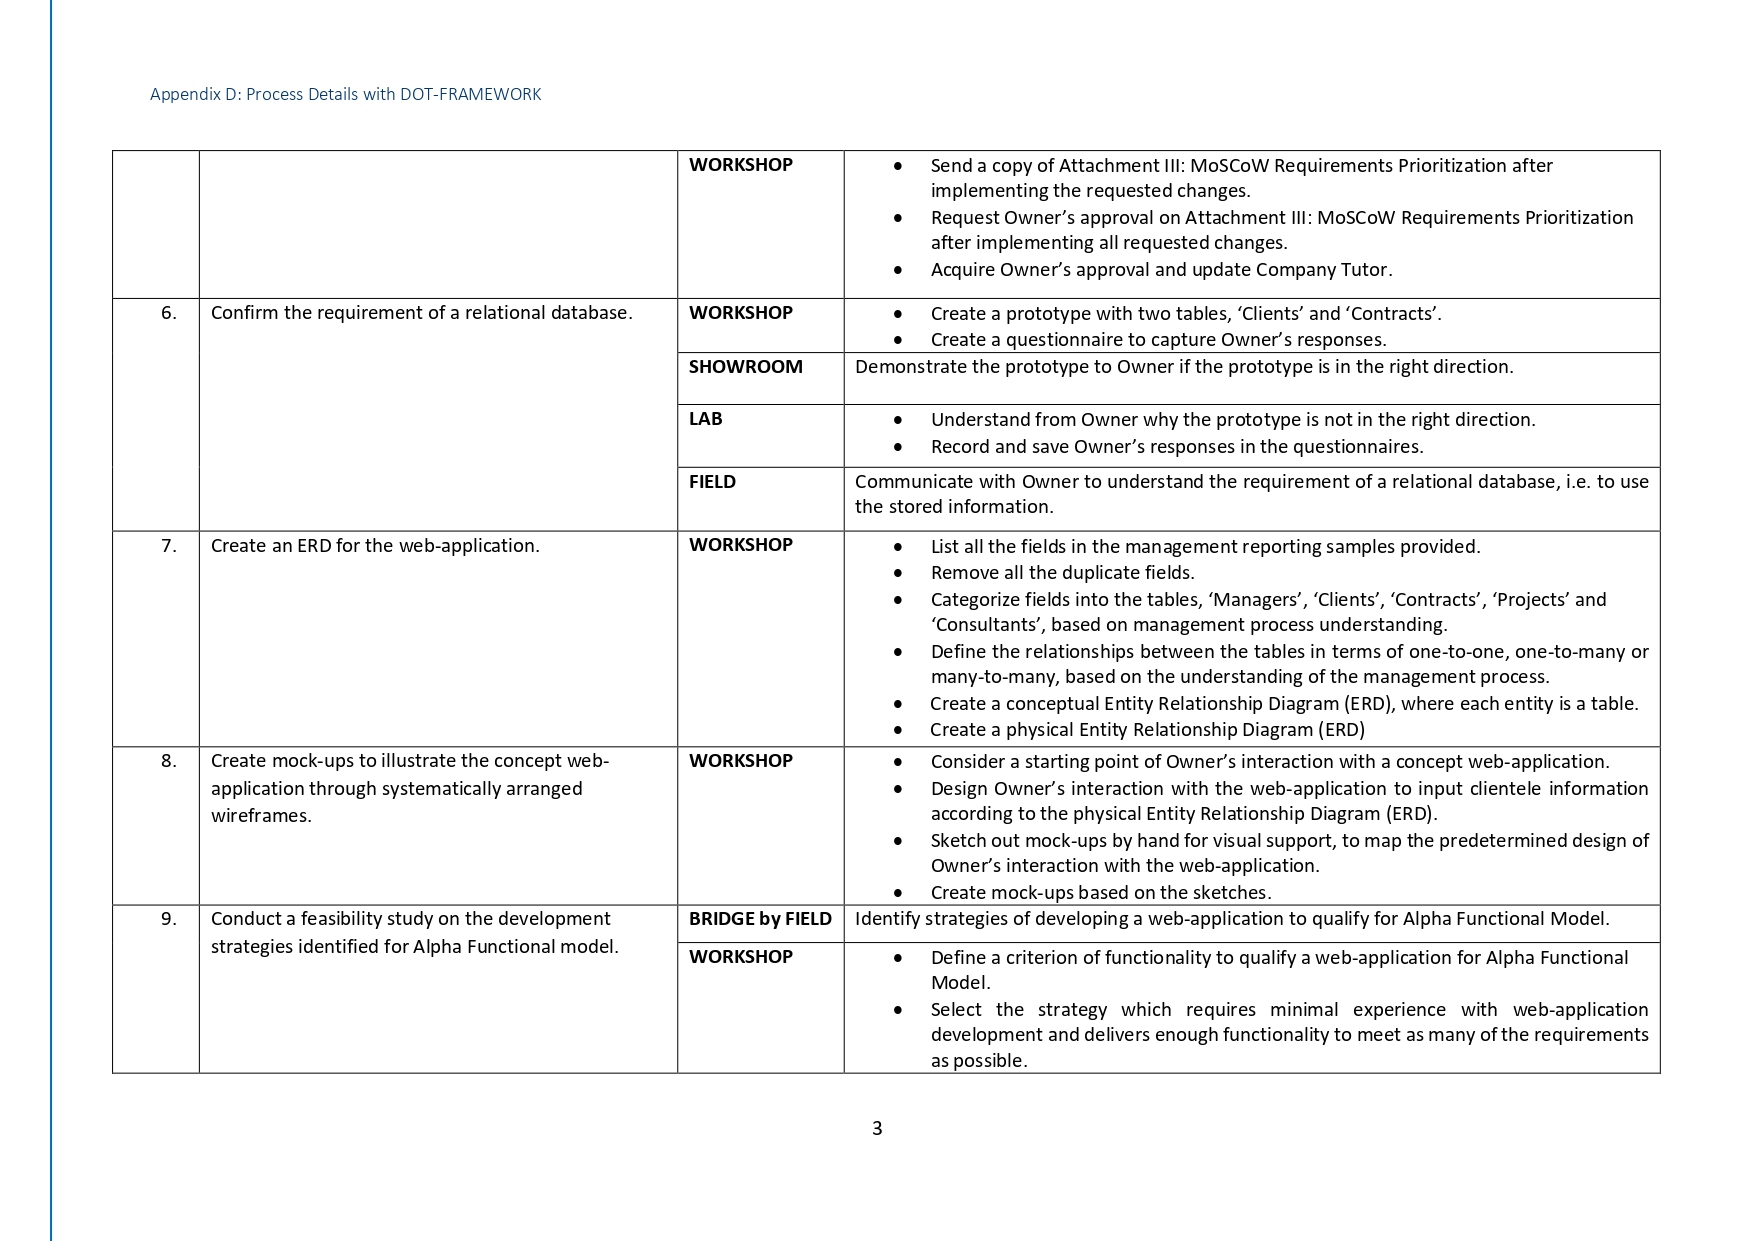 Appendix D: Process Details with DOT-FRAMEWORK
WORKSHOP
• Send a copy of Attachment III: MoSCoW Requirements Prioritization after
implementing the requested changes.
• Request Owner’s approval on Attachment III: MoSCoW Requirements Prioritization
after implementing all requested changes.
• Acquire Owner’s approval and update Company Tutor.
6.
Confirm the requirement of a relational database.
WORKSHOP
• Create a prototype with two tables, ‘Clients’ and ‘Contracts’.
• Create a questionnaire to capture Owner’s responses.
SHOWROOM
Demonstrate the prototype to Owner if the prototype is in the right direction.
LAB
• Understand from Owner why the prototype is not in the right direction.
• Record and save Owner’s responses in the questionnaires.
FIELD
Communicate with Owner to understand the requirement of a relational database, i.e. to use
the stored information.
7.
Create an ERD for the web-application.
WORKSHOP
• List all the fields in the management reporting samples provided.
• Remove all the duplicate fields.
• Categorize fields into the tables, ‘Managers’, ‘Clients’, ‘Contracts’, ‘Projects’ and
‘Consultants’, based on management process understanding.
• Define the relationships between the tables in terms of one-to-one, one-to-many or
many-to-many, based on the understanding of the management process.
• Create a conceptual Entity Relationship Diagram (ERD), where each entity is a table.
• Create a physical Entity Relationship Diagram (ERD)
8.
Create mock-ups to illustrate the concept web-
application through systematically arranged
wireframes.
WORKSHOP
• Consider a starting point of Owner’s interaction with a concept web-application.
• Design Owner’s interaction with the web-application to input clientele information
according to the physical Entity Relationship Diagram (ERD).
• Sketch out mock-ups by hand for visual support, to map the predetermined design of
Owner’s interaction with the web-application.
• Create mock-ups based on the sketches.
9.
Conduct a feasibility study on the development
strategies identified for Alpha Functional model.
BRIDGE by FIELD
Identify strategies of developing a web-application to qualify for Alpha Functional Model.
WORKSHOP
• Define a criterion of functionality to qualify a web-application for Alpha Functional
Model.
• Select the strategy which requires minimal experience with web-application
development and delivers enough functionality to meet as many of the requirements
as possible.
3